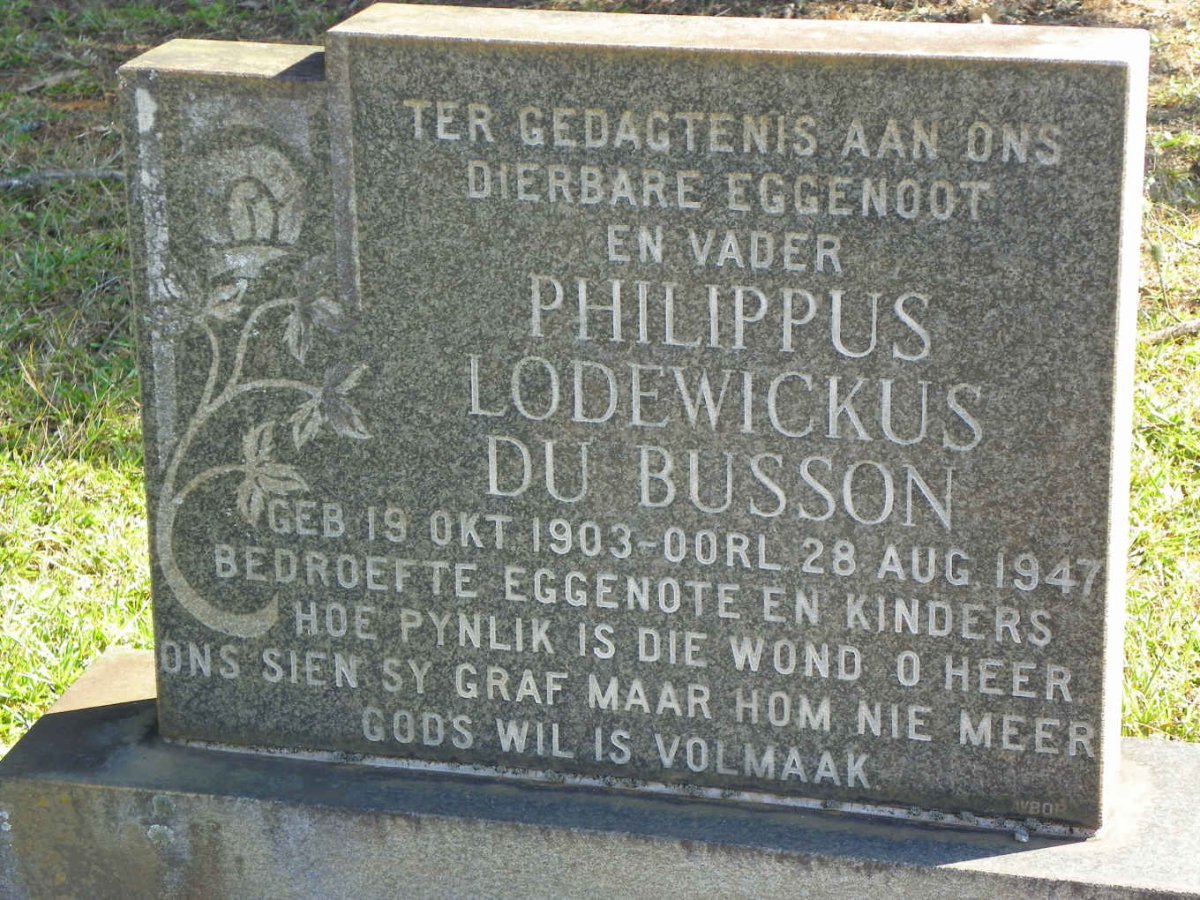 TER GEDAGTENIS AAN ONS
DIERBARE EGGENOOT
EN VADER
PHILIPPUS
LODEWICKUS
DU BUSSON
GEB 19 OKT 1903-OORL 28 AUG 1947
BEDROEFTE EGGENOTE EN KINDERS
HOE PYNLIK IS DIE WOND O HEER
ONS SIEN SY GRAF MAAR HOM NIE MEER
GODS WIL IS VOLMAAK